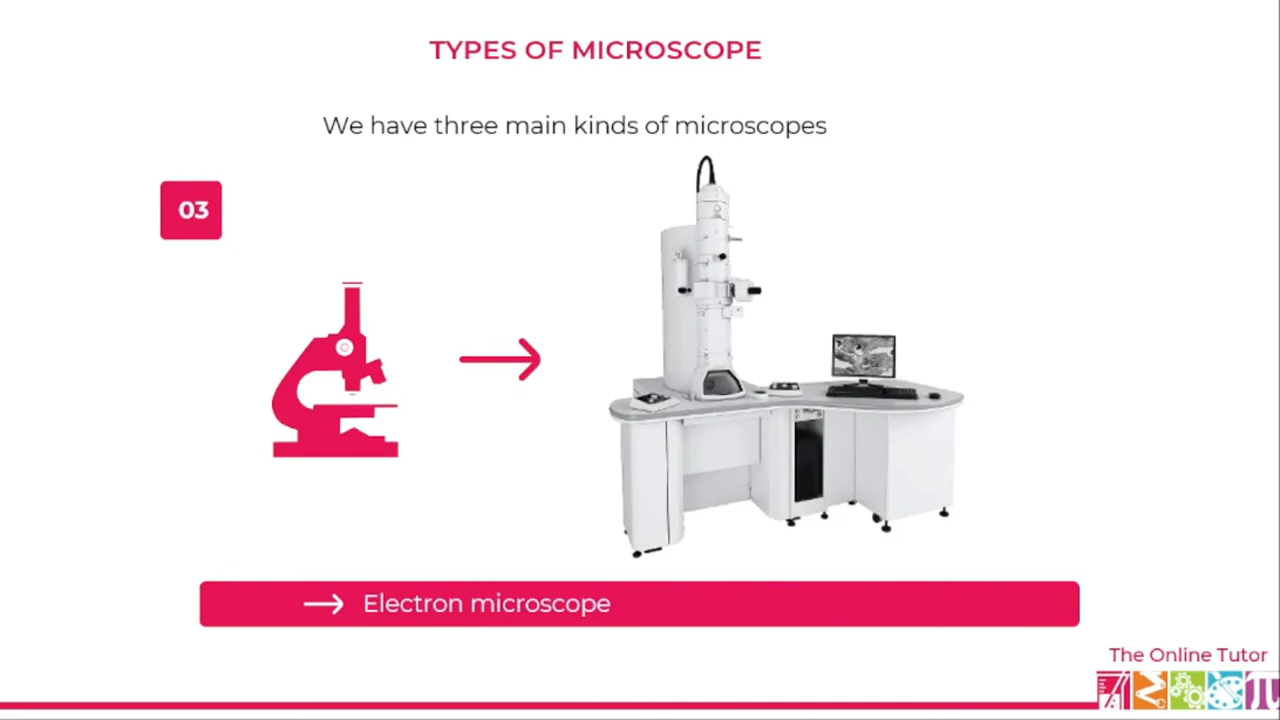 TYPES OF MICROSCOPE
We have three main kinds of microscopes
03
→ Electron microscope
The Online Tutor
π